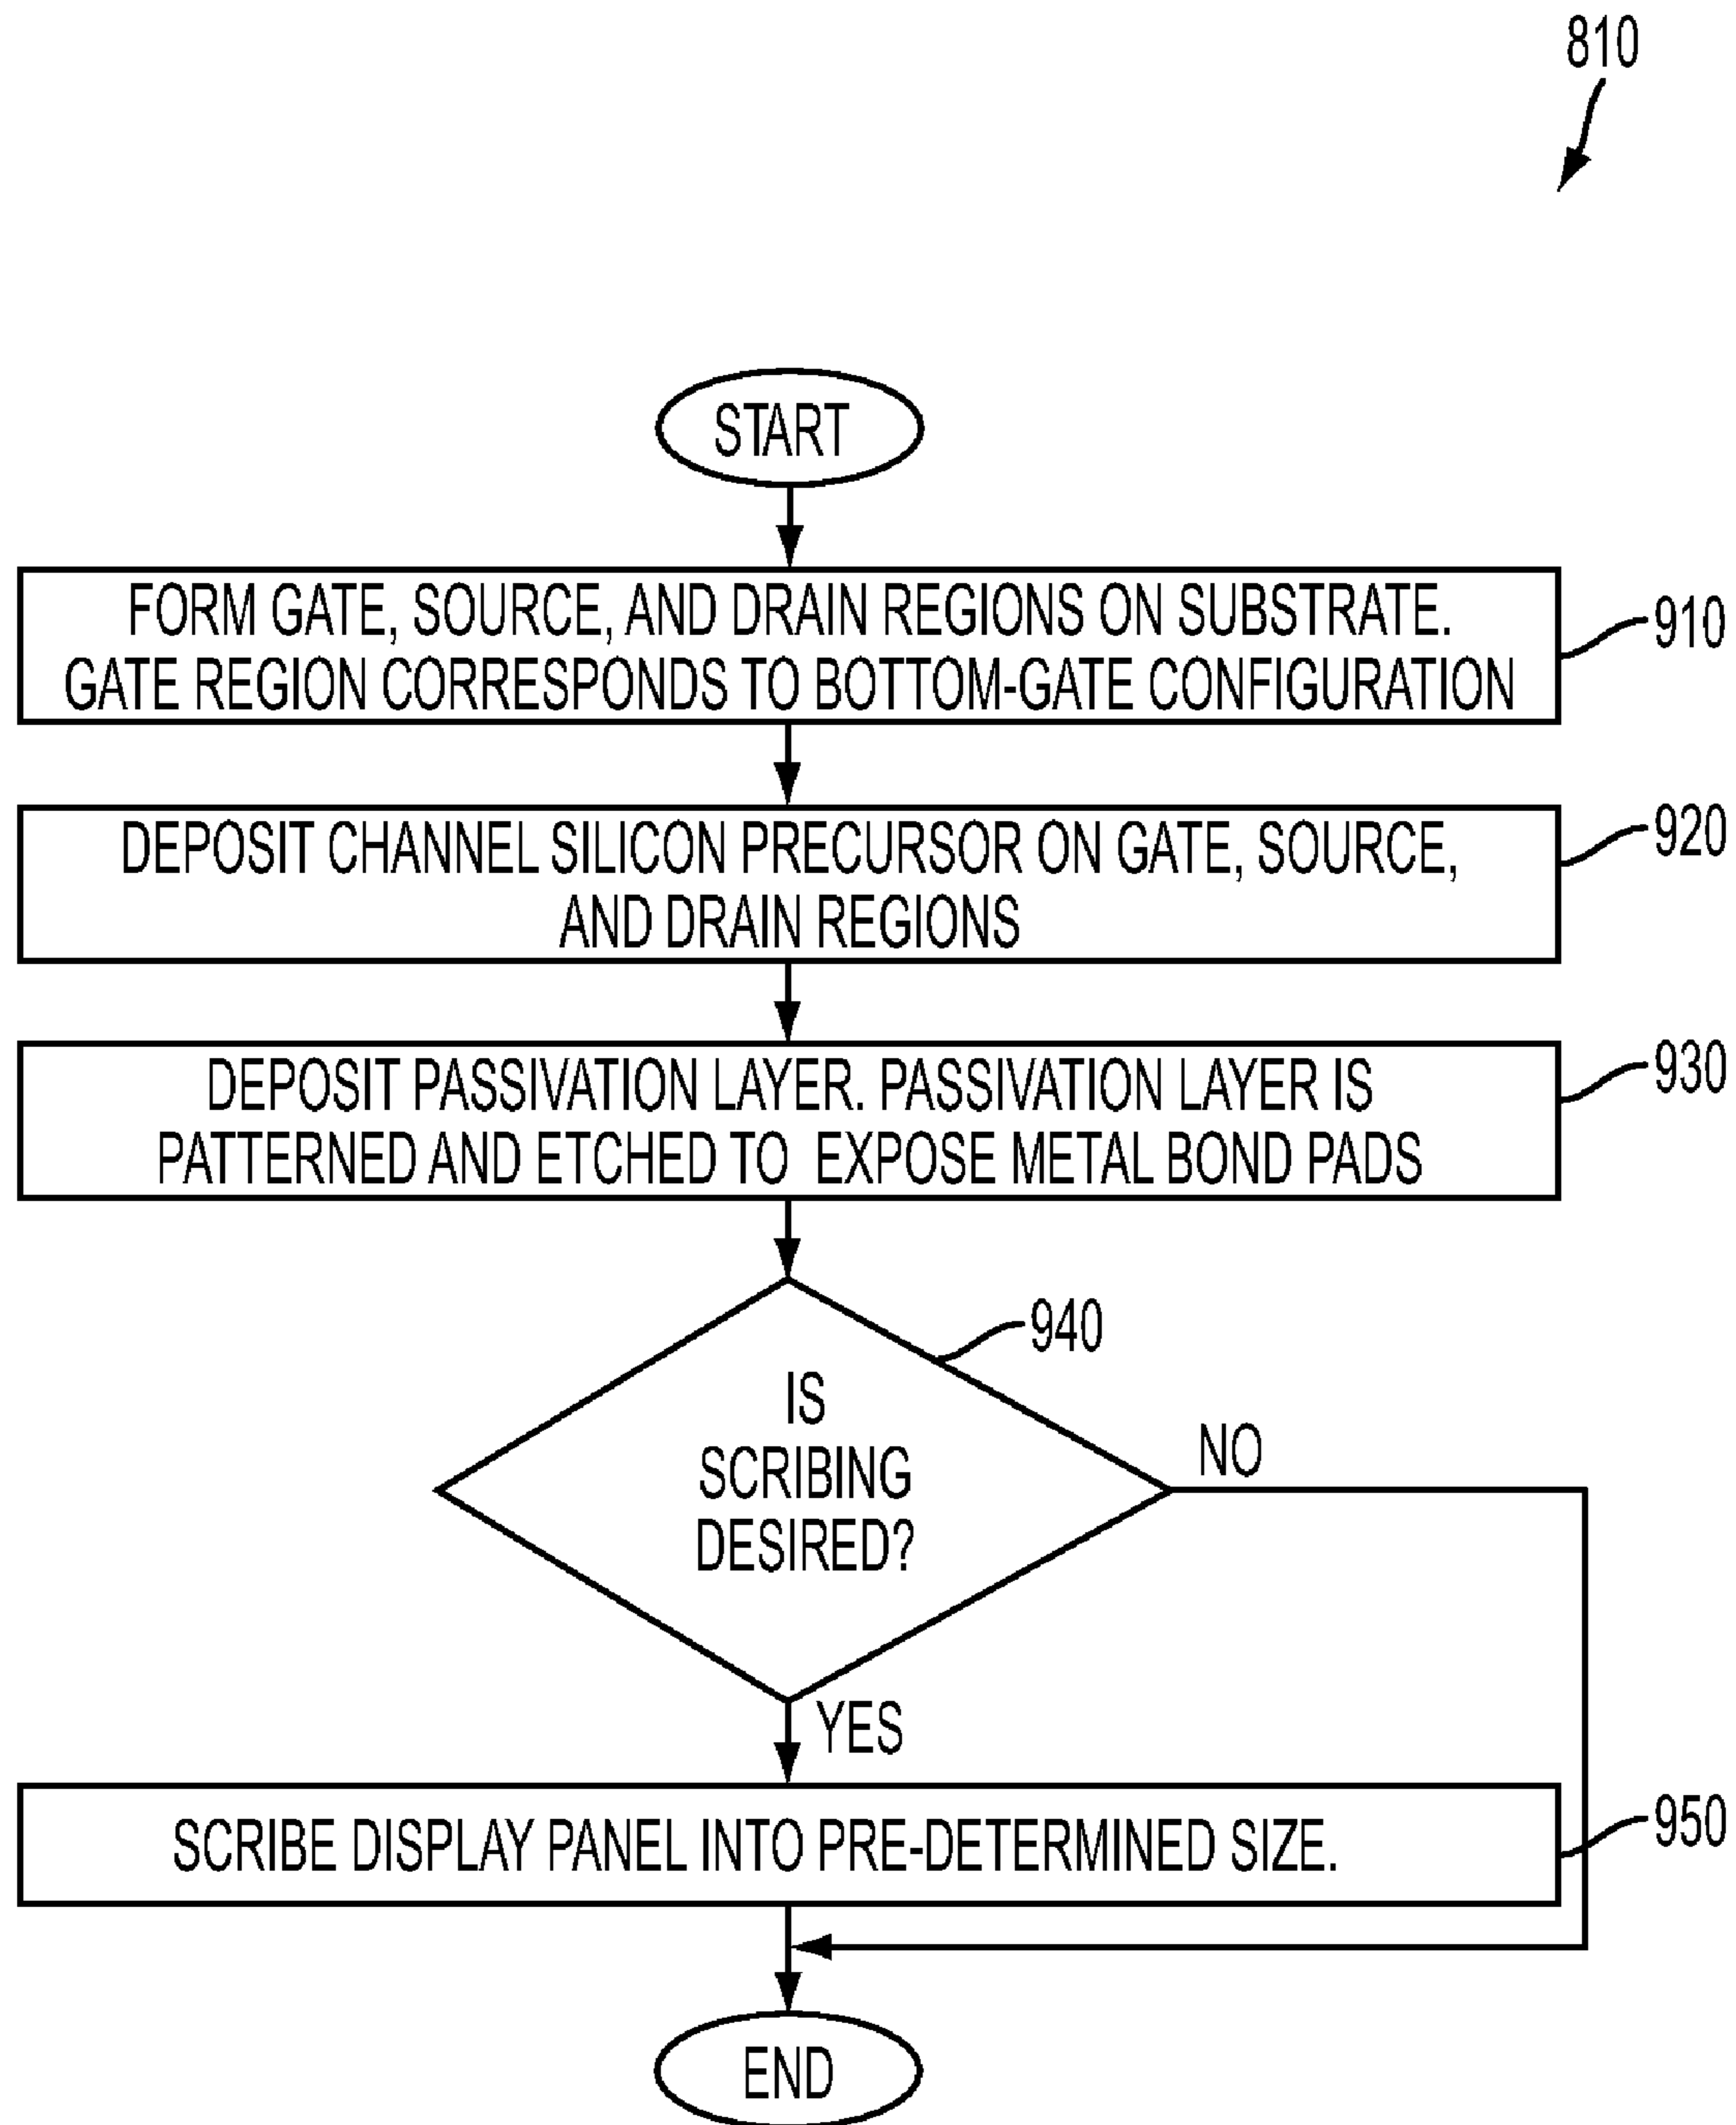 810
START
FORM GATE, SOURCE, AND DRAIN REGIONS ON SUBSTRATE.
GATE REGION CORRESPONDS TO BOTTOM-GATE CONFIGURATION
910
DEPOSIT CHANNEL SILICON PRECURSOR ON GATE, SOURCE,
AND DRAIN REGIONS
920
DEPOSIT PASSIVATION LAYER. PASSIVATION LAYER IS
PATTERNED AND ETCHED TO EXPOSE METAL BOND PADS
930
940
IS
SCRIBING
DESIRED?
NO
YES
SCRIBE DISPLAY PANEL INTO PRE-DETERMINED SIZE.
950
END